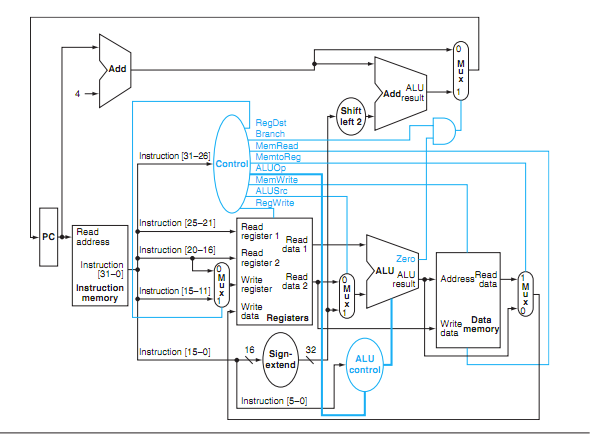 0
M
u
x
1
Add
4
Add
ALU
result
Shift
left 2
RegDst
Branch
MemRead
MemtoReg
ALUOp
MemWrite
ALUSrc
RegWrite
Instruction [31–26]
Control
PC
Read
address
Instruction
[31–0]
Instruction
memory
Instruction [25–21]
Instruction [20–16]
Instruction [15–11]
0
M
u
x
1
Read
register 1
Read
register 2
Write
register
Write
data
Read
data 1
Read
data 2
Registers
0
M
u
x
1
Zero
ALU
ALU
result
Address
Read
data
Write
data
Data
memory
1
M
u
x
0
Instruction [15–0]
16
Sign-
extend
32
ALU
control
Instruction [5–0]